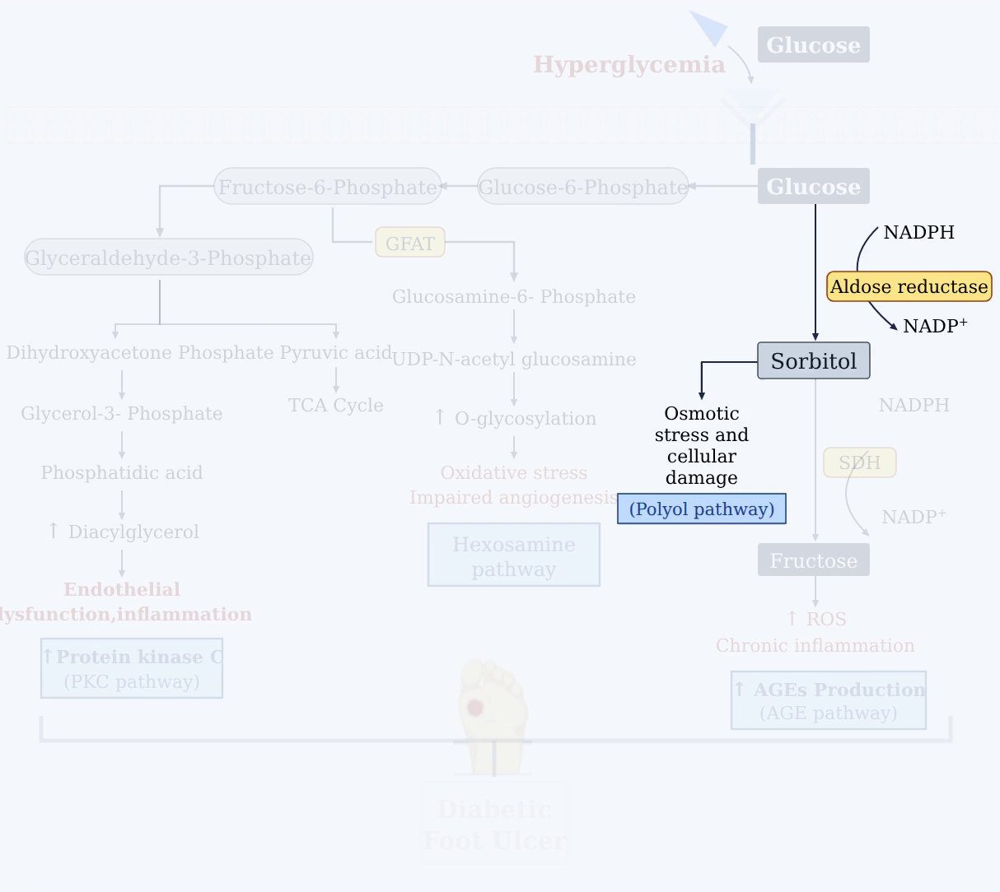 Glucose
Hyperglycemia
Fructose-6-Phosphate
Glucose-6-Phosphate
Glucose
NADPH
GFAT
Glyceraldehyde-3-Phosphate
Aldose reductase
Glucosamine-6- Phosphate
NADP⁺
Dihydroxyacetone Phosphate
Pyruvic acid
UDP-N-acetyl glucosamine
Sorbitol
Glycerol-3- Phosphate
TCA Cycle
↑ O-glycosylation
Osmotic
stress and
cellular
damage
NADPH
Phosphatidic acid
Oxidative stress
Impaired angiogenesis
(Polyol pathway)
SDH
NADP⁺
↑ Diacylglycerol
Hexosamine
pathway
Fructose
Endothelial
dysfunction,inflammation
↑ ROS
Chronic inflammation
↑Protein kinase C
(PKC pathway)
↑ AGEs Production
(AGE pathway)
Diabetic
Foot Ulcer